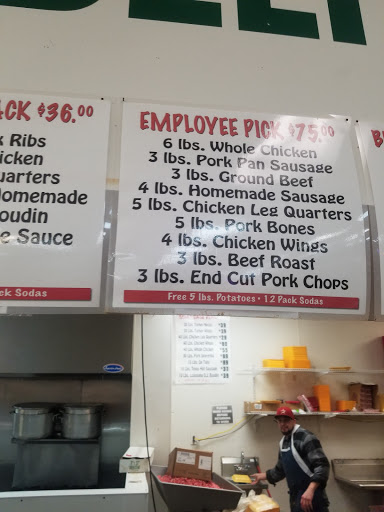 DELI
ACK $36.00
k Ribs
icken
uarters
omemade
oudin
e Sauce
ck Sodas
EMPLOYEE PICK $75.00
6 lbs. Whole Chicken
3 lbs. Pork Pan Sausage
3 lbs. Ground Beef
4 lbs. Homemade Sausage
5 lbs. Chicken Leg Quarters
5 lbs. Pork Bones
4 lbs. Chicken Wings
3 lbs. Beef Roast
3 lbs. End Cut Pork Chops
Free 5 lbs. Potatoes • 12 Pack Sodas